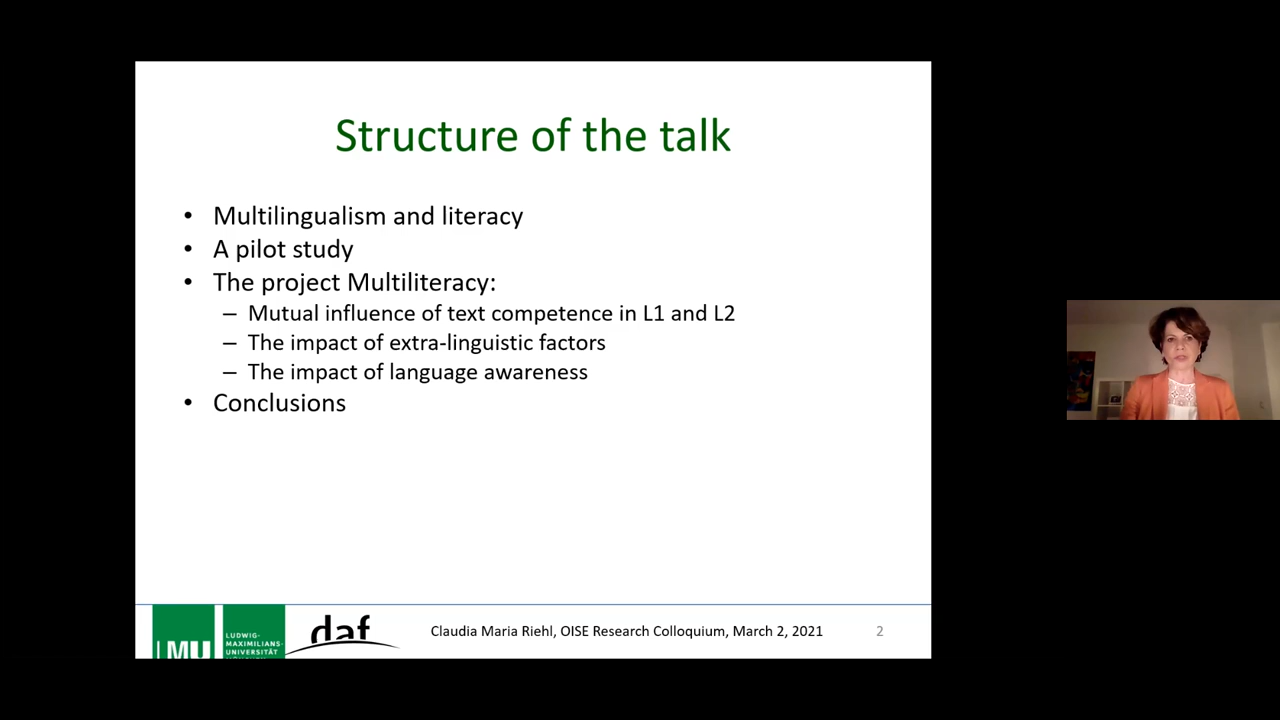 Structure of the talk
• Multilingualism and literacy
• A pilot study
• The project Multiliteracy:
– Mutual influence of text competence in L1 and L2
– The impact of extra-linguistic factors
– The impact of language awareness
• Conclusions
LMU
LUDWIG-
MAXIMILIANS-
UNIVERSITÄT
MÜNCHEN
daf
Claudia Maria Riehl, OISE Research Colloquium, March 2, 2021
2